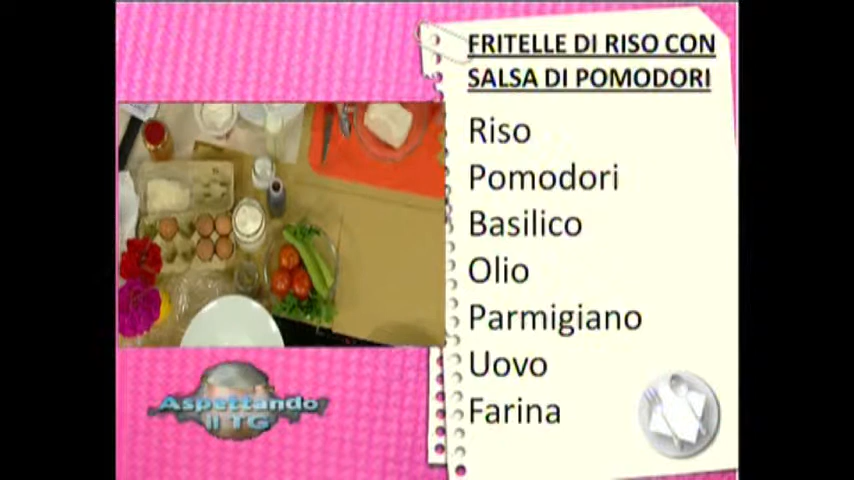 FRITELLE DI RISO CON
SALSA DI POMODORI
Riso
Pomodori
Basilico
Olio
Parmigiano
Uovo
Farina
Aspettando
il TG